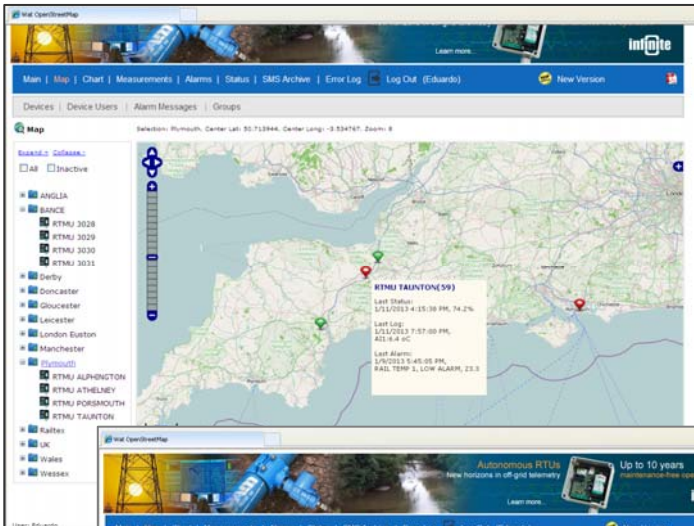 Wat OpenStreetMap
Learn more...
infinite
Main | Map | Chart | Measurements | Alarms | Status | SMS Archive | Error Log Log Out (Eduardo) New Version
Devices | Device Users | Alarm Messages | Groups
Map
Selection: Plymouth, Center Lat: 50.713944, Center Long: -3.534767, Zoom: 8
Expand + Collapse -
All Inactive
ANGLIA
BANCE
RTMU 3028
RTMU 3029
RTMU 3030
RTMU 3031
Derby
Doncaster
Gloucester
Leicester
London Euston
Manchester
Plymouth
RTMU ALPHINGTON
RTMU ATHELNEY
RTMU PORSMOUTH
RTMU TAUNTON
Railtex
UK
Wales
Wessex
RTMU TAUNTON(59)
Last Status:
1/11/2013 4:15:38 PM, 74.2%
Last Log:
1/11/2013 7:57:00 PM,
AI1:6.4 oC
Last Alarm:
1/9/2013 5:45:05 PM,
RAIL TEMP 1, LOW ALARM, 23.3
User: Eduardo
Wat OpenStreetMap
Autonomous RTUs
New horizons in off-grid telemetry
Up to 10 years
maintenance-free
Learn more...